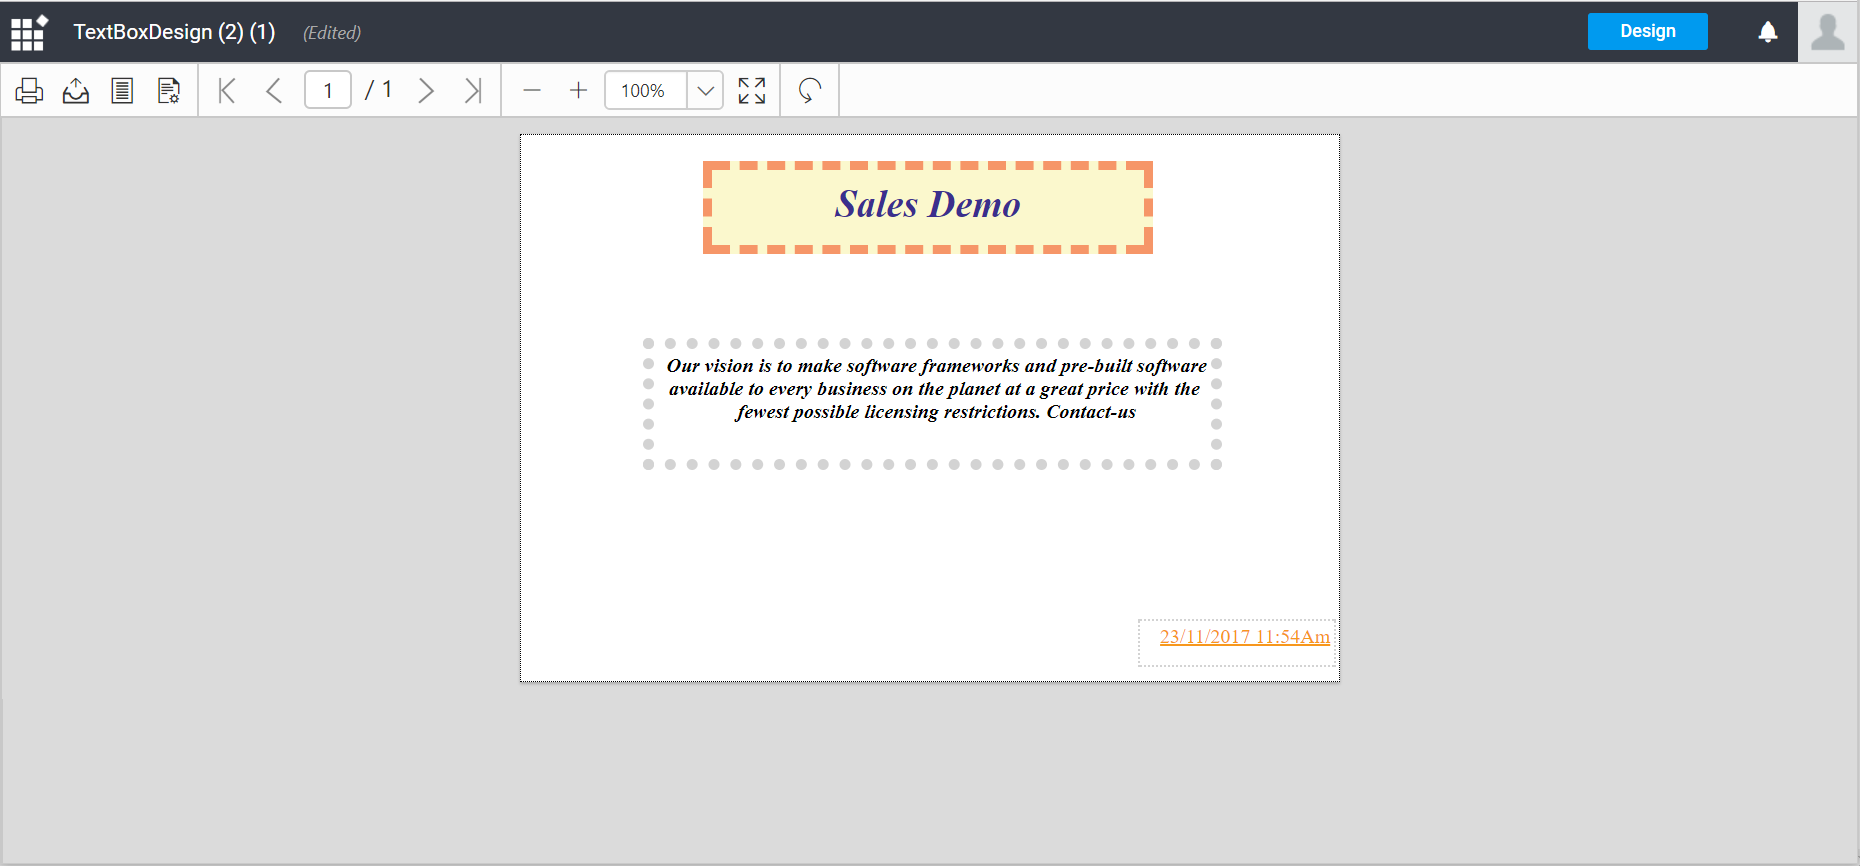 TextBoxDesign (2) (1) (Edited) Design
1 / 1 100%
Sales Demo
Our vision is to make software frameworks and pre-built software
available to every business on the planet at a great price with the
fewest possible licensing restrictions. Contact-us
23/11/2017 11:54Am